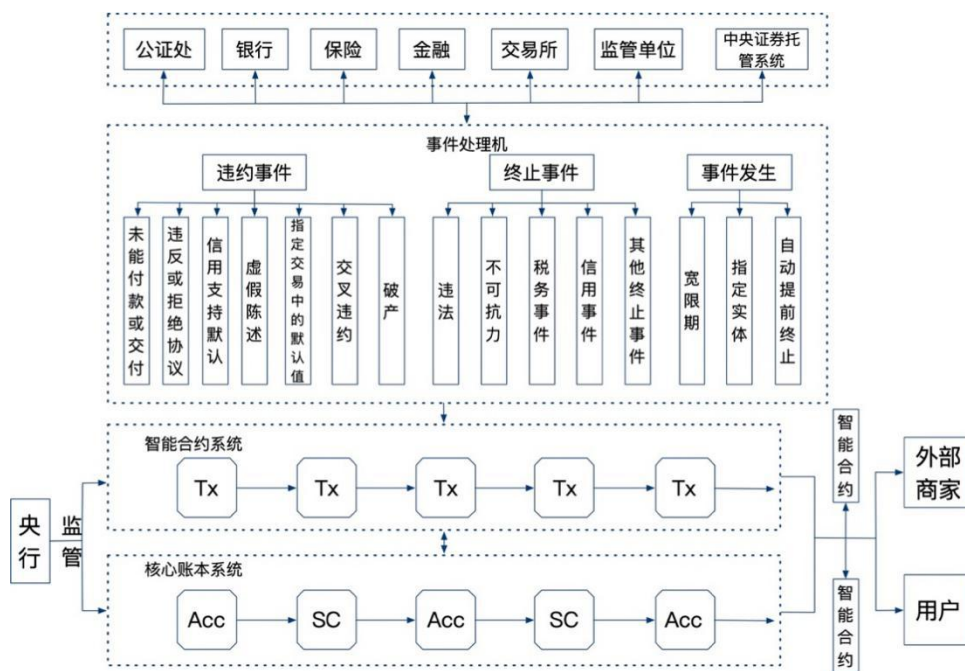 公证处
银行
保险
金融
交易所
监管单位
中央证券托
管系统
事件处理机
违约事件
终止事件
事件发生
未能付款或交付
违反或拒绝协议
信用支持默认
虚假陈述
指定交易中的默认值
交叉违约
破产
违法
不可抗力
税务事件
信用事件
其他终止事件
宽限期
指定实体
自动提前终止
智能合约系统
Tx
Tx
Tx
Tx
Tx
央行
监管
核心账本系统
Acc
SC
Acc
SC
Acc
智能合约
智能合约
外部
商家
用户